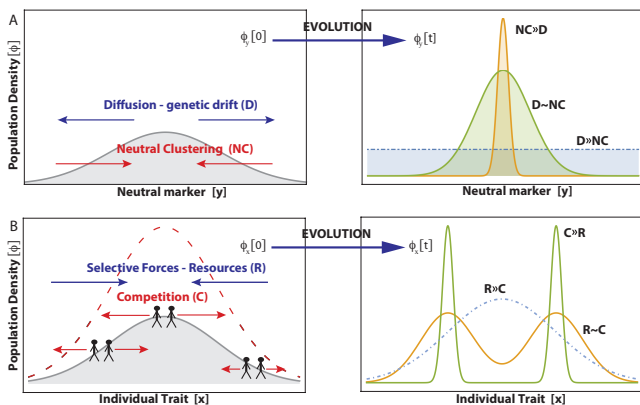 A
Population Density [ϕ]
ϕy[0]
EVOLUTION
ϕy[t]
Diffusion - genetic drift (D)
Neutral Clustering (NC)
Neutral marker [y]
NC»D
D~NC
D»NC
Neutral marker [y]
B
Population Density [ϕ]
ϕx[0]
EVOLUTION
ϕx[t]
Selective Forces - Resources (R)
Competition (C)
Individual Trait [x]
C»R
R»C
R~C
Individual Trait [x]